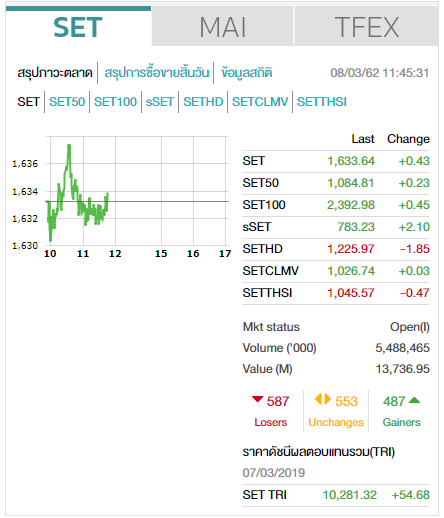 SET MAI TFEX
สรุปภาวะตลาด สรุปการซื้อขายสิ้นวัน ข้อมูลสถิติ 08/03/62 11:45:31
SET SET50 SET100 sSET SETHD SETCLMV SETTHSI
1,636
1,634
1,632
1,630
10 11 12 15 16 17
Last Change
SET 1,633.64 +0.43
SET50 1,084.81 +0.23
SET100 2,392.98 +0.45
sSET 783.23 +2.10
SETHD 1,225.97 -1.85
SETCLMV 1,026.74 +0.03
SETTHSI 1,045.57 -0.47
Mkt status Open(I)
Volume ('000) 5,488,465
Value (M) 13,736.95
587 553 487
Losers Unchanges Gainers
ราคาดัชนีผลตอบแทนรวม(TRI)
07/03/2019
SET TRI 10,281.32 +54.68